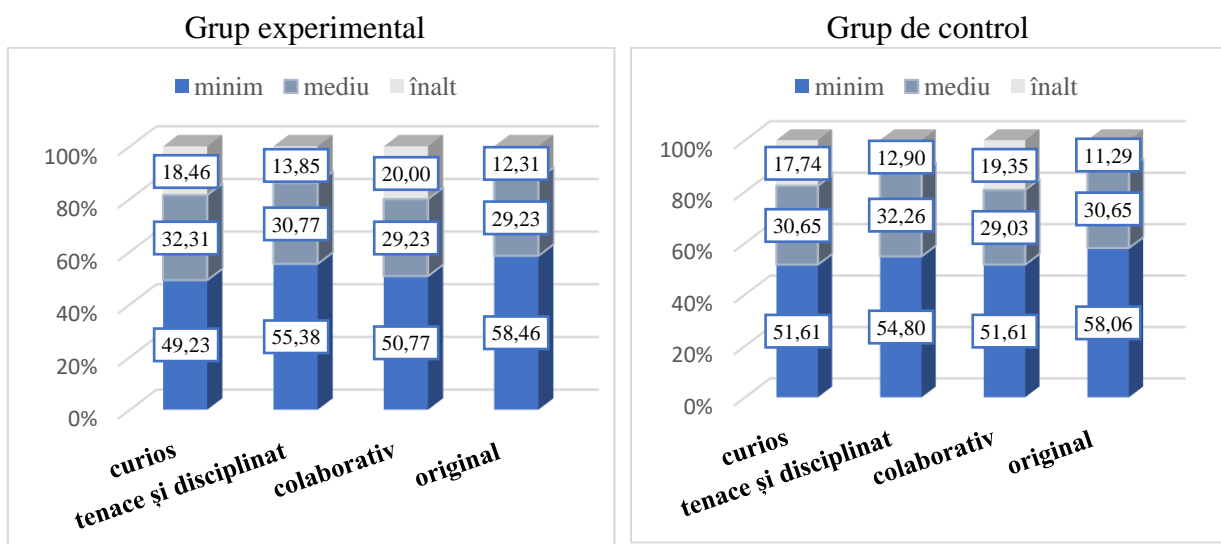 Grup experimental
minim mediu înalt
100%
80%
60%
40%
20%
0%
18,46 13,85 20,00 12,31
32,31 30,77 29,23 29,23
49,23 55,38 50,77 58,46
curios
tenace și disciplinat
colaborativ
original
Grup de control
minim mediu înalt
100%
80%
60%
40%
20%
0%
17,74 12,90 19,35 11,29
30,65 32,26 29,03 30,65
51,61 54,80 51,61 58,06
curios
tenace și disciplinat
colaborativ
original